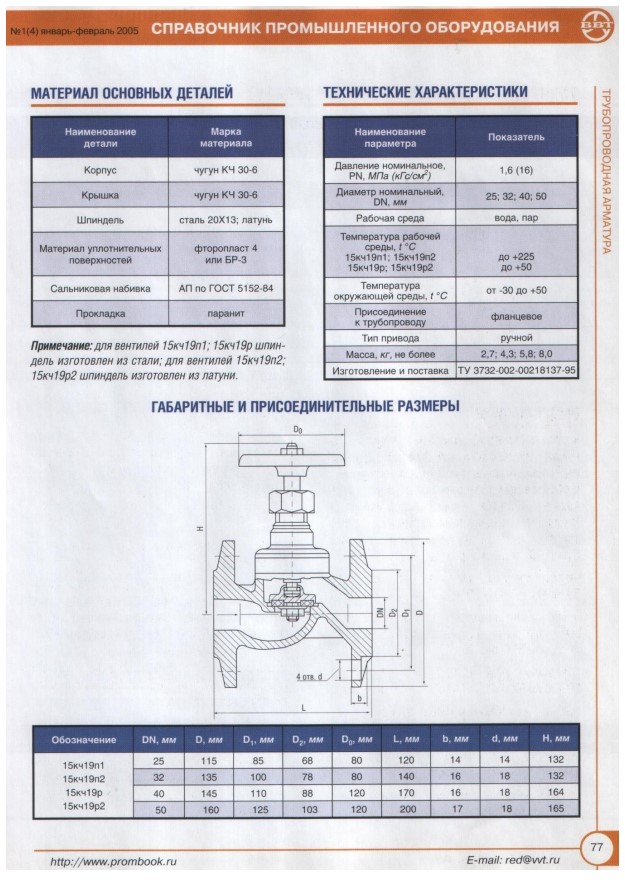 №1(4) январь-февраль 2005 СПРАВОЧНИК ПРОМЫШЛЕННОГО ОБОРУДОВАНИЯ
ВВТ
ТРУБОПРОВОДНАЯ АРМАТУРА
МАТЕРИАЛ ОСНОВНЫХ ДЕТАЛЕЙ
Наименование детали Марка материала
Корпус чугун КЧ 30-6
Крышка чугун КЧ 30-6
Шпиндель сталь 20Х13; латунь
Материал уплотнительных поверхностей фторопласт 4 или БР-3
Сальниковая набивка АП по ГОСТ 5152-84
Прокладка паранит
Примечание: для вентилей 15кч19п1; 15кч19р шпин-
дель изготовлен из стали; для вентилей 15кч19п2;
15кч19р2 шпиндель изготовлен из латуни.
ТЕХНИЧЕСКИЕ ХАРАКТЕРИСТИКИ
Наименование параметра Показатель
Давление номинальное, PN, МПа (кГс/см²) 1,6 (16)
Диаметр номинальный, DN, мм 25; 32; 40; 50
Рабочая среда вода, пар
Температура рабочей среды, t °C
15кч19п1; 15кч19п2 до +225
15кч19р; 15кч19р2 до +50
Температура окружающей среды, t °C от -30 до +50
Присоединение к трубопроводу фланцевое
Тип привода ручной
Масса, кг, не более 2,7; 4,3; 5,8; 8,0
Изготовление и поставка ТУ 3732-002-00218137-95
ГАБАРИТНЫЕ И ПРИСОЕДИНИТЕЛЬНЫЕ РАЗМЕРЫ
D₀
H
DN
D₂
D₁
D
4 отв. d
b
L
Обозначение DN, мм D, мм D₁, мм D₂, мм D₀, мм L, мм b, мм d, мм H, мм
15кч19п1 25 115 85 68 80 120 14 14 132
15кч19п2 32 135 100 78 80 140 16 18 132
15кч19р 40 145 110 88 120 170 16 18 164
15кч19р2 50 160 125 103 120 200 17 18 165
77
http://www.prombook.ru
E-mail: red@vvt.ru